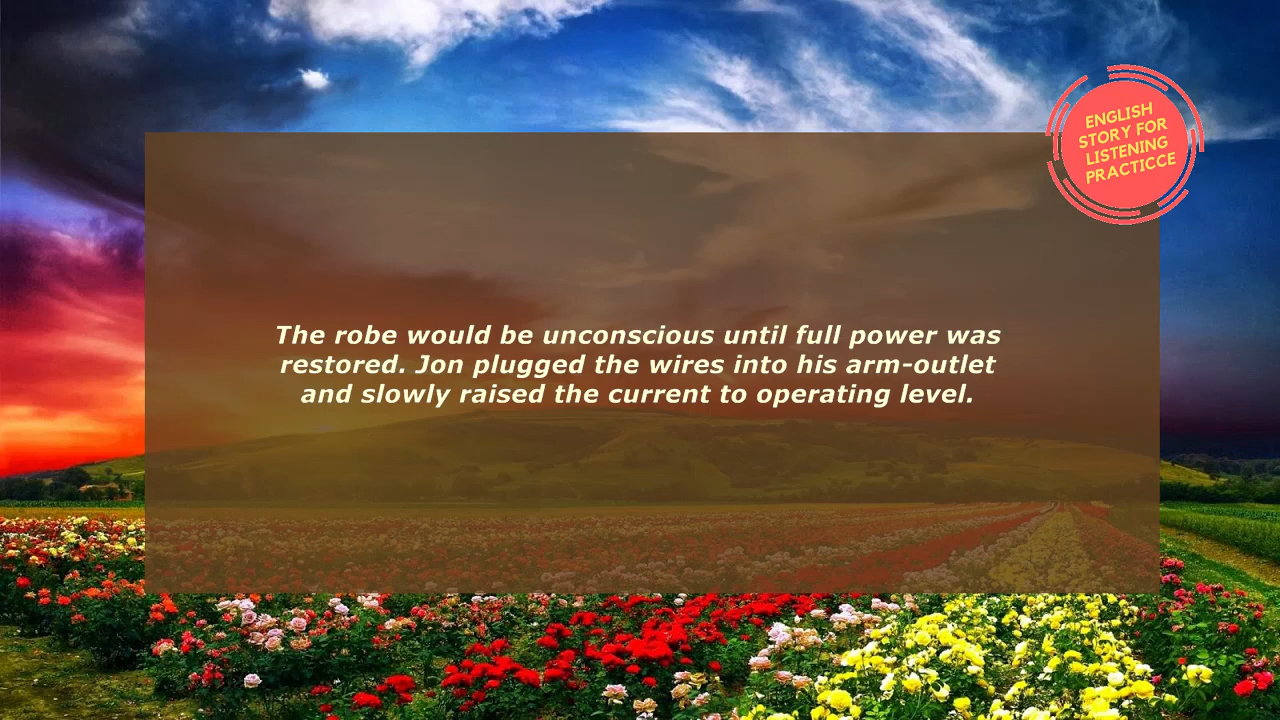 ENGLISH
STORY FOR
LISTENING
PRACTICCE
The robe would be unconscious until full power was
restored. Jon plugged the wires into his arm-outlet
and slowly raised the current to operating level.